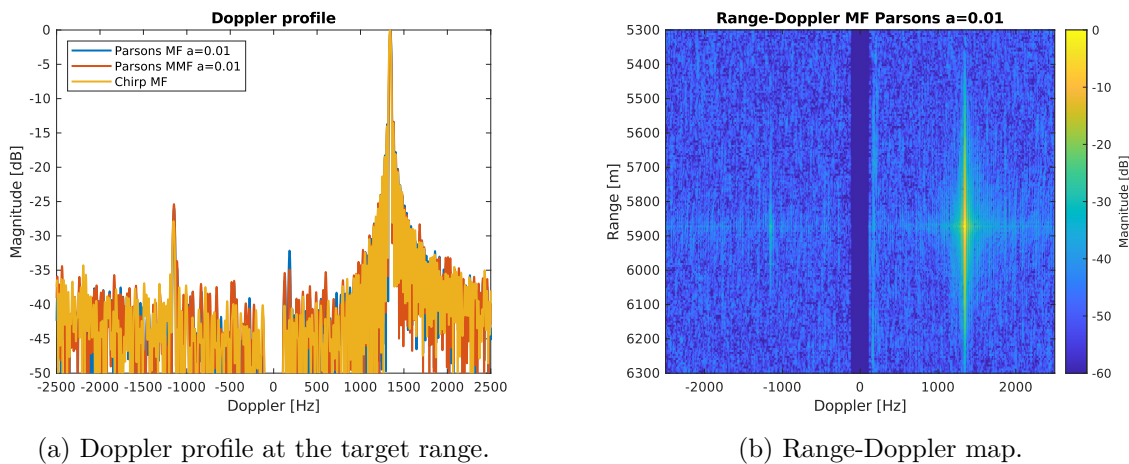 Doppler profile
Parsons MF a=0.01
Parsons MMF a=0.01
Chirp MF
Magnitude [dB]
0
-5
-10
-15
-20
-25
-30
-35
-40
-45
-50
-2500 -2000 -1500 -1000 -500 0 500 1000 1500 2000 2500
Doppler [Hz]
(a) Doppler profile at the target range.
Range-Doppler MF Parsons a=0.01
Range [m]
5300
5400
5500
5600
5700
5800
5900
6000
6100
6200
6300
-2000 -1000 0 1000 2000
Doppler [Hz]
0
-10
-20
-30
-40
-50
-60
Magnitude [dB]
(b) Range-Doppler map.